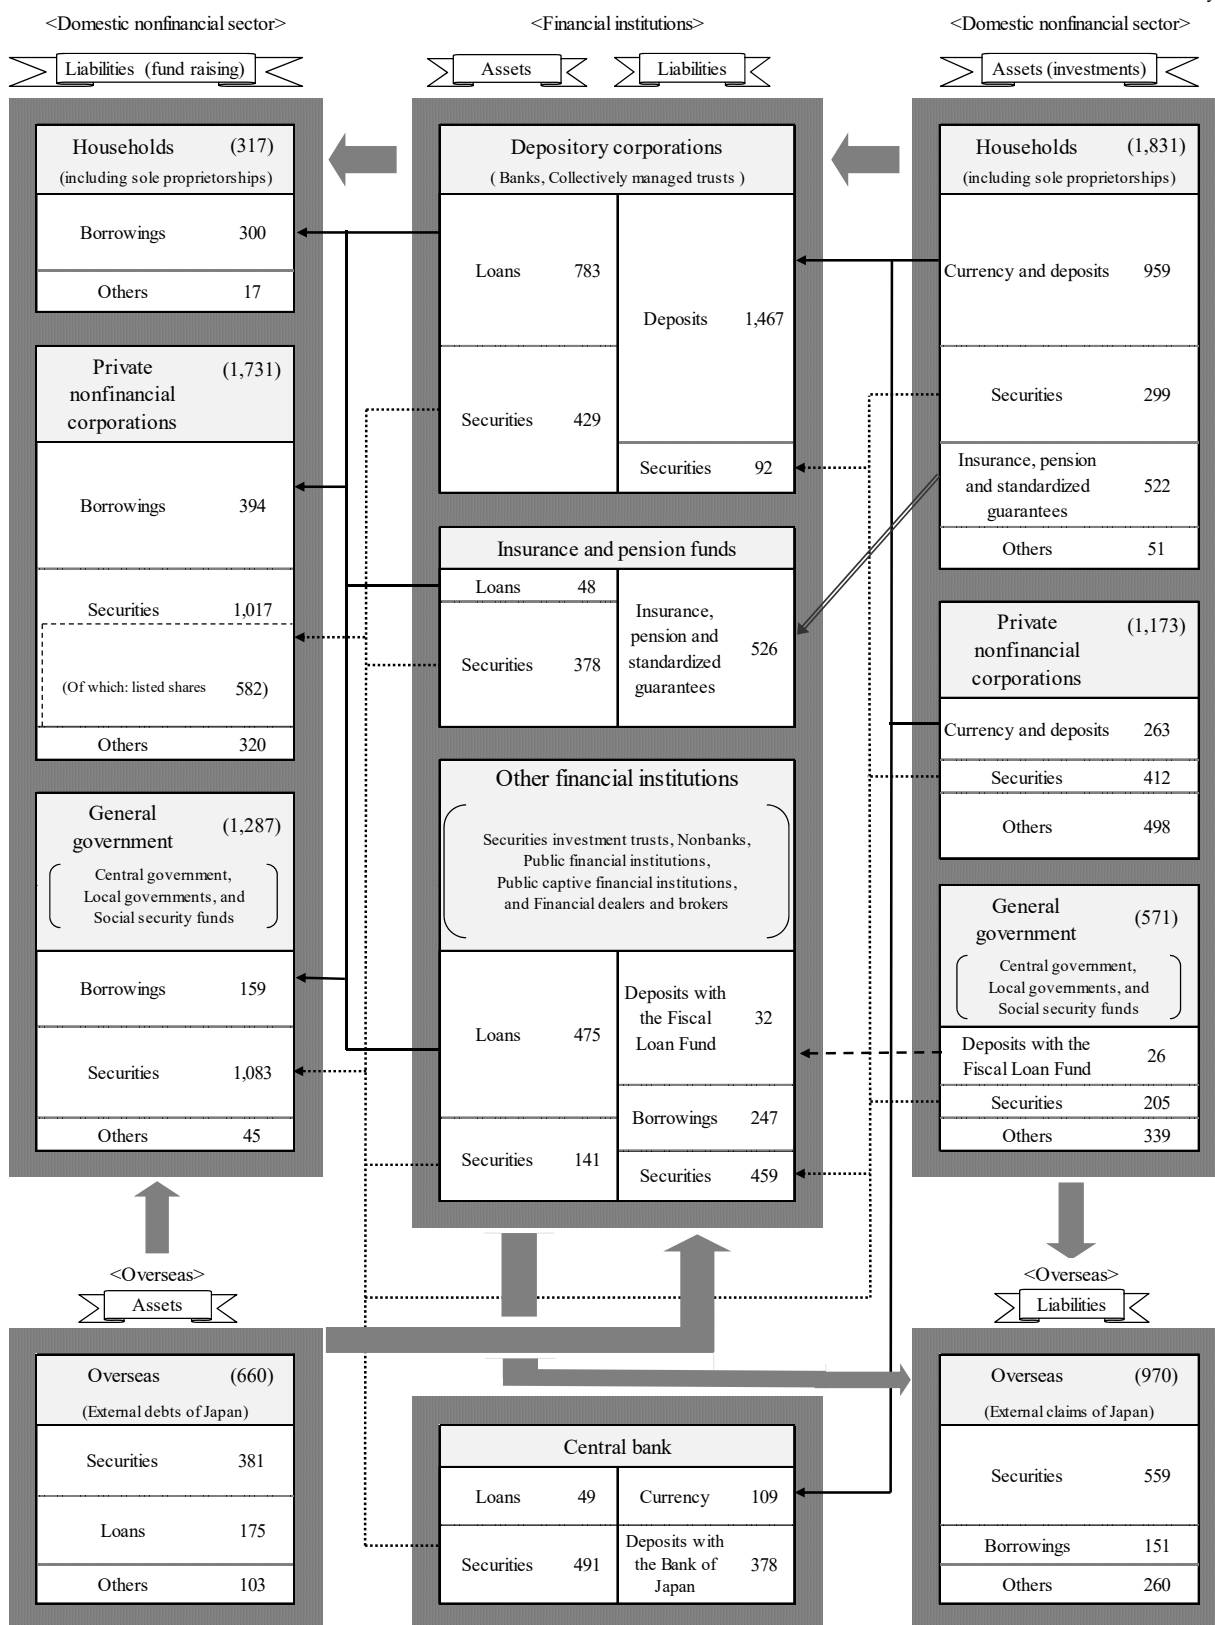 <Domestic nonfinancial sector>
Liabilities (fund raising)
Households (317)
(including sole proprietorships)
Borrowings 300
Others 17
Private (1,731)
nonfinancial
corporations
Borrowings 394
Securities 1,017
(Of which: listed shares 582)
Others 320
General (1,287)
government
Central government,
Local governments, and
Social security funds
Borrowings 159
Securities 1,083
Others 45
<Overseas>
Assets
Overseas (660)
(External debts of Japan)
Securities 381
Loans 175
Others 103
<Financial institutions>
Assets Liabilities
Depository corporations
( Banks, Collectively managed trusts )
Loans 783
Securities 429
Deposits 1,467
Securities 92
Insurance and pension funds
Loans 48
Securities 378
Insurance,
pension and
standardized
guarantees
526
Other financial institutions
Securities investment trusts, Nonbanks,
Public financial institutions,
Public captive financial institutions,
and Financial dealers and brokers
Loans 475
Securities 141
Deposits with
the Fiscal
Loan Fund
32
Borrowings 247
Securities 459
Central bank
Loans 49
Securities 491
Currency 109
Deposits with
the Bank of
Japan
378
<Domestic nonfinancial sector>
Assets (investments)
Households (1,831)
(including sole proprietorships)
Currency and deposits 959
Securities 299
Insurance, pension
and standardized
guarantees
522
Others 51
Private (1,173)
nonfinancial
corporations
Currency and deposits 263
Securities 412
Others 498
General (571)
government
Central government,
Local governments, and
Social security funds
Deposits with the
Fiscal Loan Fund
26
Securities 205
Others 339
<Overseas>
Liabilities
Overseas (970)
(External claims of Japan)
Securities 559
Borrowings 151
Others 260